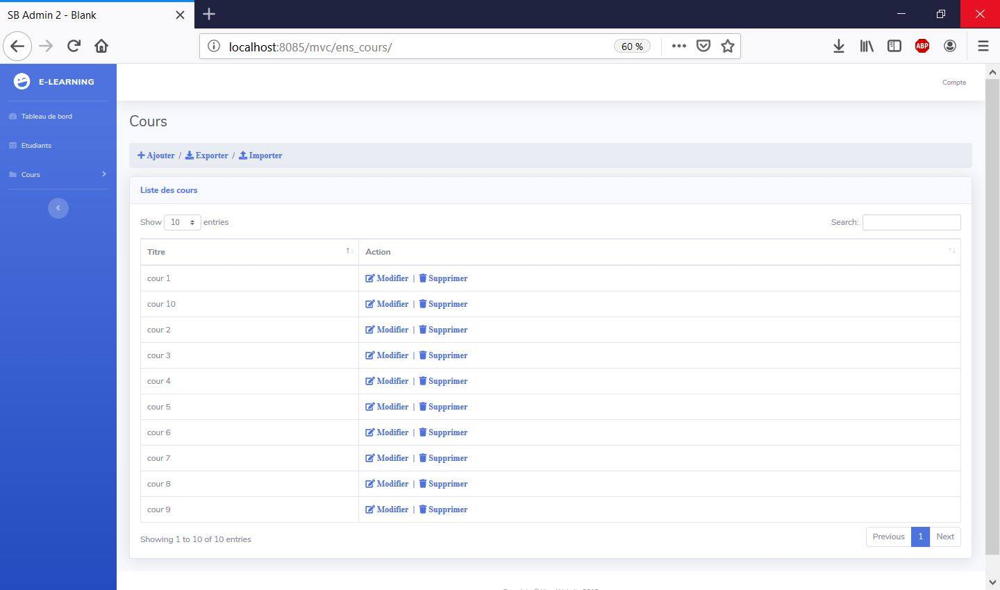 SB Admin 2 - Blank
localhost:8085/mvc/ens_cours/
60 %
ABP
E-LEARNING
Compte
Tableau de bord
Etudiants
Cours
Cours
Ajouter / Exporter / Importer
Liste des cours
Show 10 entries
Search:
Titre Action
cour 1 Modifier | Supprimer
cour 10 Modifier | Supprimer
cour 2 Modifier | Supprimer
cour 3 Modifier | Supprimer
cour 4 Modifier | Supprimer
cour 5 Modifier | Supprimer
cour 6 Modifier | Supprimer
cour 7 Modifier | Supprimer
cour 8 Modifier | Supprimer
cour 9 Modifier | Supprimer
Showing 1 to 10 of 10 entries
Previous 1 Next